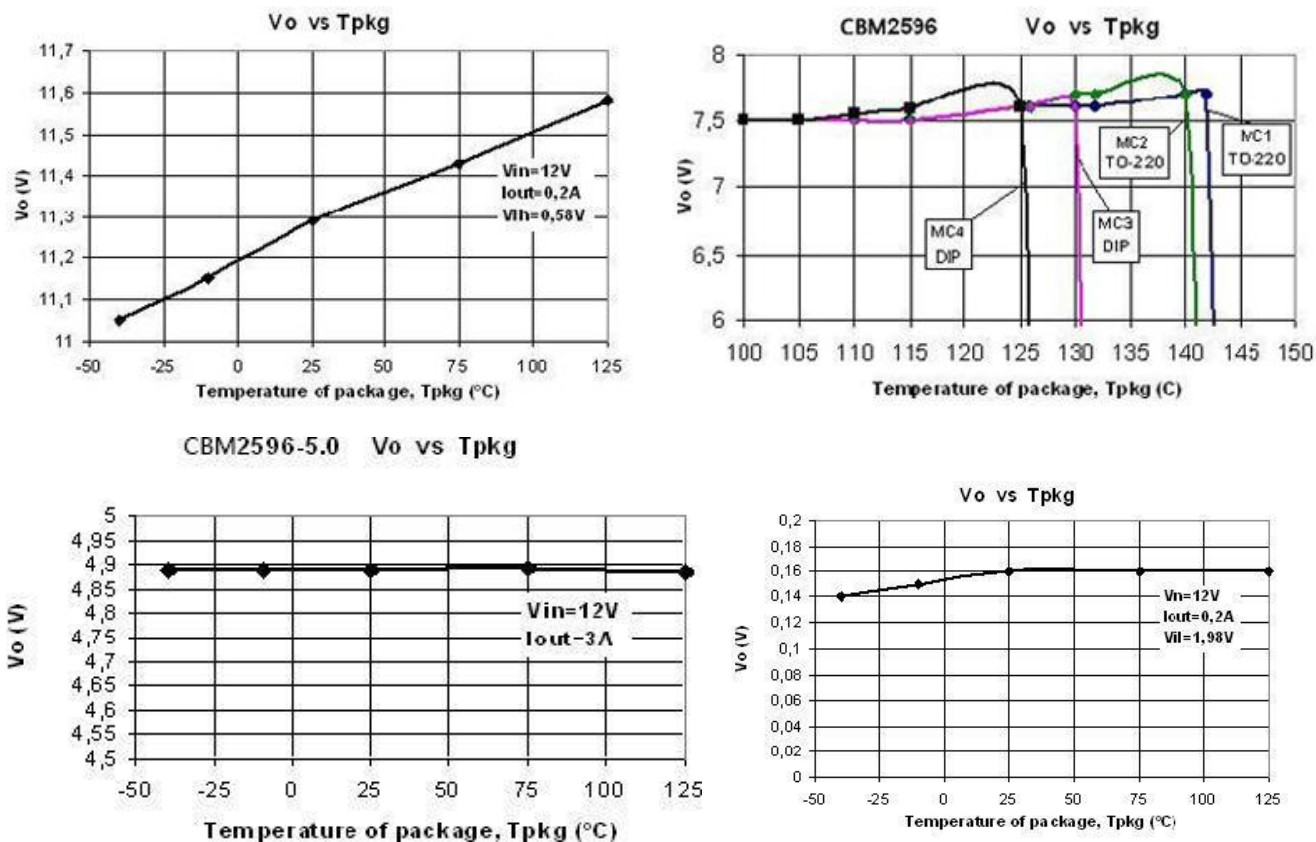 Vo vs Tpkg
11,7
11,6
11,5
11,4
11,3
11,2
11,1
11
Vo (V)
Vin=12V
Iout=0,2A
Vih=0,58V
-50 -25 0 25 50 75 100 125
Temperature of package, Tpkg (°C)
CBM2596 Vo vs Tpkg
8
7,5
7
6,5
6
Vo (V)
MC4
DIP
MC3
DIP
MC2
TO-220
MC1
TO-220
100 105 110 115 120 125 130 135 140 145 150
Temperature of package, Tpkg (C)
CBM2596-5.0 Vo vs Tpkg
5
4,95
4,9
4,85
4,8
4,75
4,7
4,65
4,6
4,55
4,5
Vo (V)
Vin=12V
Iout=3A
-50 -25 0 25 50 75 100 125
Temperature of package, Tpkg (°C)
Vo vs Tpkg
0,2
0,18
0,16
0,14
0,12
0,1
0,08
0,06
0,04
0,02
0
Vo (V)
Vn=12V
Iout=0,2A
Vil=1,98V
-50 -25 0 25 50 75 100 125
Temperature of package, Tpkg (°C)